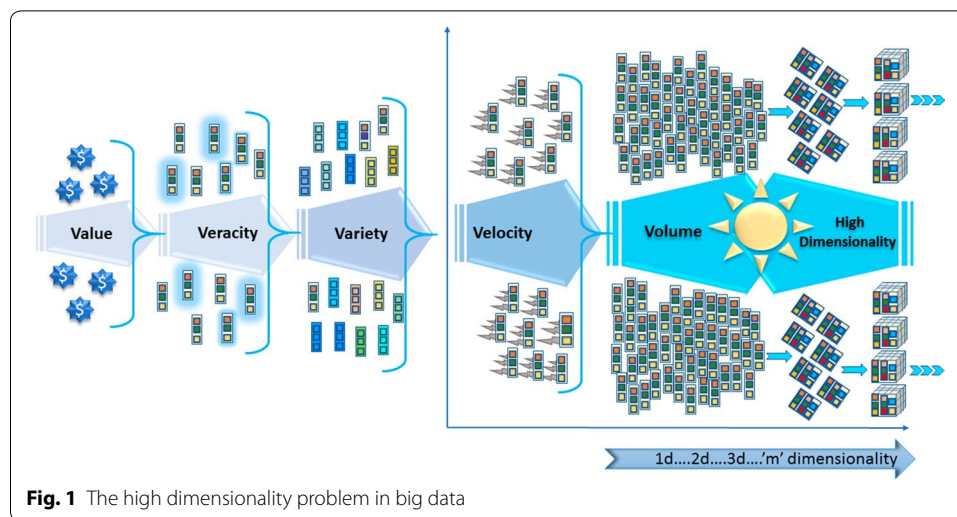 $
$
$
$
Value
Veracity
Variety
Velocity
Volume
High
Dimensionality
$
$
$
1d....2d....3d....'m' dimensionality
Fig. 1 The high dimensionality problem in big data